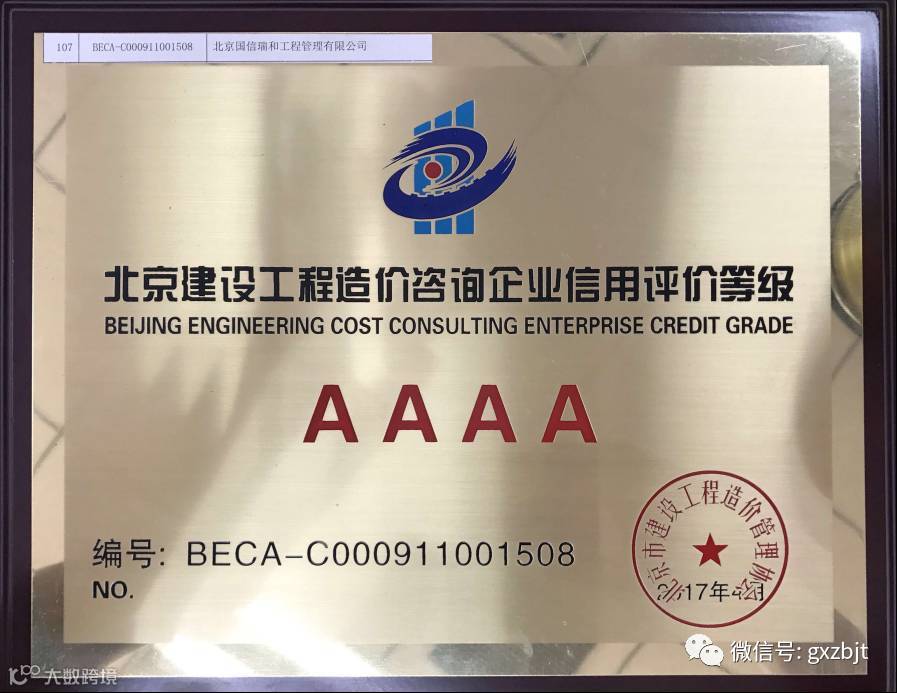 107 BECA-C000911001508 北京国信瑞和工程管理有限公司
北京建设工程造价咨询企业信用评价等级
BEIJING ENGINEERING COST CONSULTING ENTERPRISE CREDIT GRADE
AAAA
编号: BECA-C000911001508
NO.
北京市建设工程造价管理协会
17年4月
微信号: gxzbjt
大数跨境